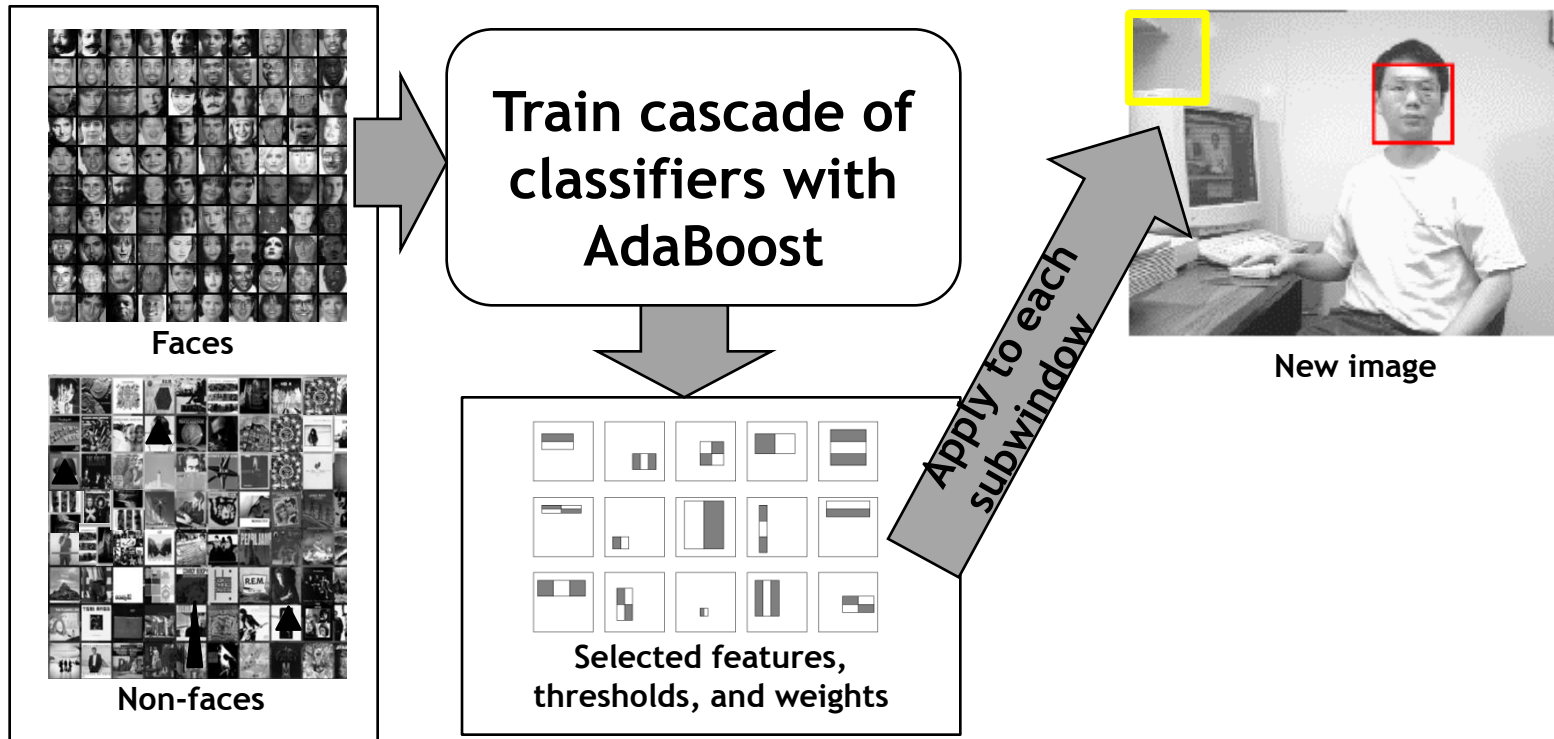 Faces
Non-faces
Train cascade of
classifiers with
AdaBoost
Selected features,
thresholds, and weights
Apply to each
subwindow
New image
R.E.M.